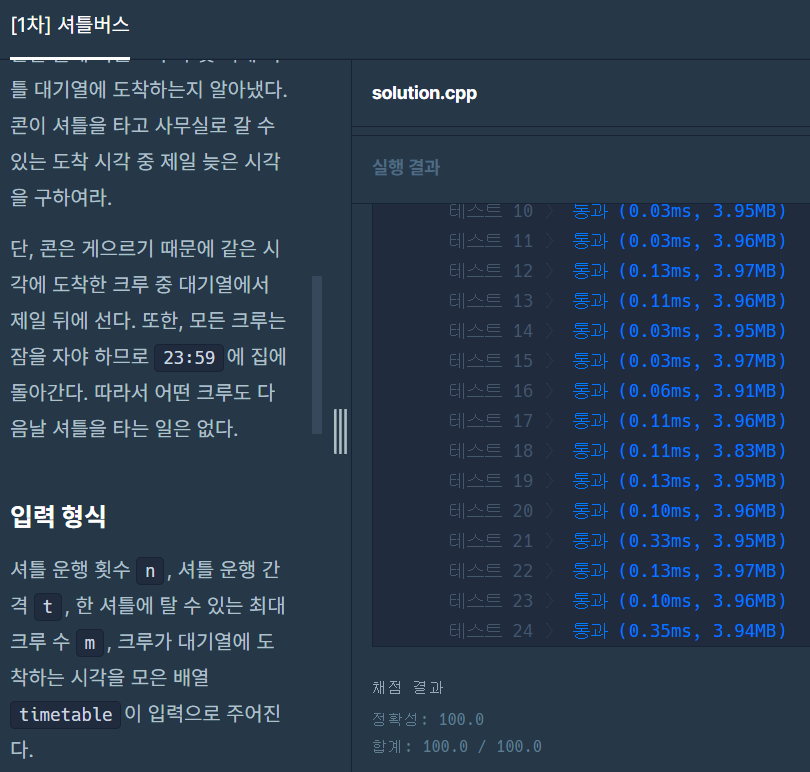 [1차] 셔틀버스
틀 대기열에 도착하는지 알아냈다.
콘이 셔틀을 타고 사무실로 갈 수
있는 도착 시각 중 제일 늦은 시각
을 구하여라.
단, 콘은 게으르기 때문에 같은 시
각에 도착한 크루 중 대기열에서
제일 뒤에 선다. 또한, 모든 크루는
잠을 자야 하므로 23:59 에 집에
돌아간다. 따라서 어떤 크루도 다
음날 셔틀을 타는 일은 없다.
입력 형식
셔틀 운행 횟수 n , 셔틀 운행 간
격 t , 한 셔틀에 탈 수 있는 최대
크루 수 m , 크루가 대기열에 도
착하는 시각을 모은 배열
timetable 이 입력으로 주어진
다.
solution.cpp
실행 결과
테스트 10 〉 통과 (0.03ms, 3.95MB)
테스트 11 〉 통과 (0.03ms, 3.96MB)
테스트 12 〉 통과 (0.13ms, 3.97MB)
테스트 13 〉 통과 (0.11ms, 3.96MB)
테스트 14 〉 통과 (0.03ms, 3.95MB)
테스트 15 〉 통과 (0.03ms, 3.97MB)
테스트 16 〉 통과 (0.06ms, 3.91MB)
테스트 17 〉 통과 (0.11ms, 3.96MB)
테스트 18 〉 통과 (0.11ms, 3.83MB)
테스트 19 〉 통과 (0.13ms, 3.95MB)
테스트 20 〉 통과 (0.10ms, 3.96MB)
테스트 21 〉 통과 (0.33ms, 3.95MB)
테스트 22 〉 통과 (0.13ms, 3.97MB)
테스트 23 〉 통과 (0.10ms, 3.96MB)
테스트 24 〉 통과 (0.35ms, 3.94MB)
채점 결과
정확성: 100.0
합계: 100.0 / 100.0